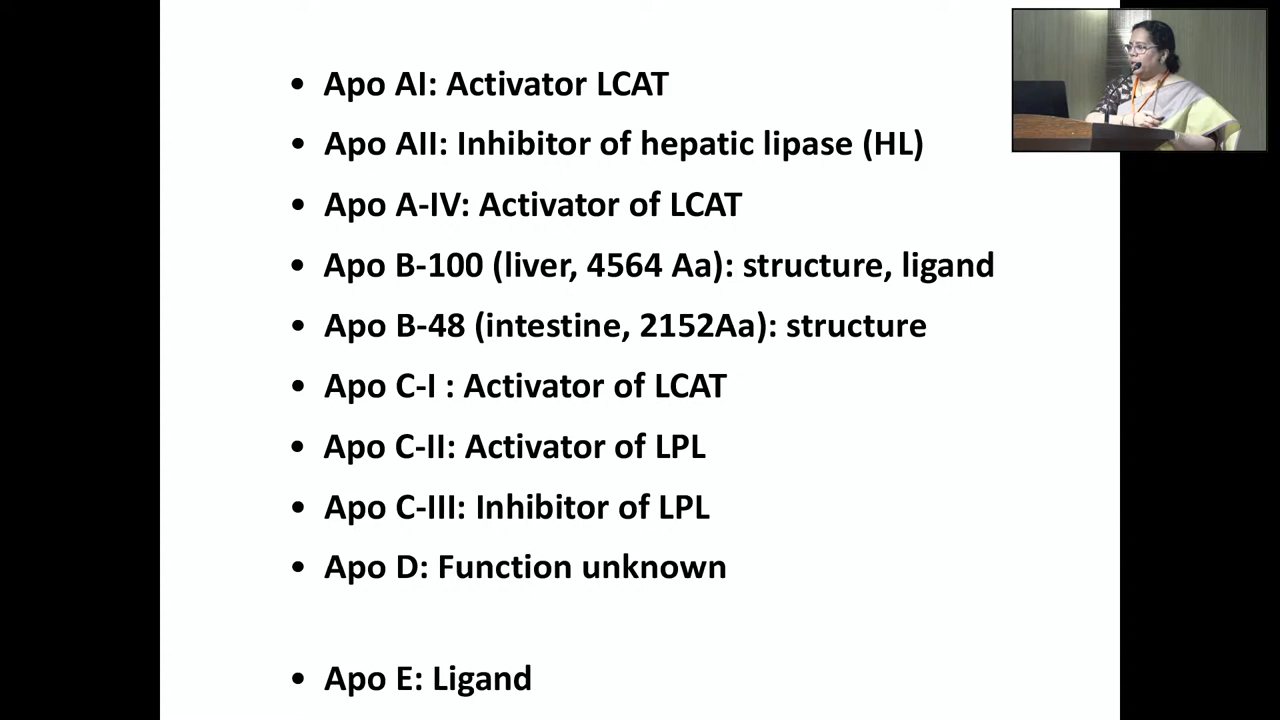 • Apo AI: Activator LCAT
• Apo AII: Inhibitor of hepatic lipase (HL)
• Apo A-IV: Activator of LCAT
• Apo B-100 (liver, 4564 Aa): structure, ligand
• Apo B-48 (intestine, 2152Aa): structure
• Apo C-I : Activator of LCAT
• Apo C-II: Activator of LPL
• Apo C-III: Inhibitor of LPL
• Apo D: Function unknown
• Apo E: Ligand